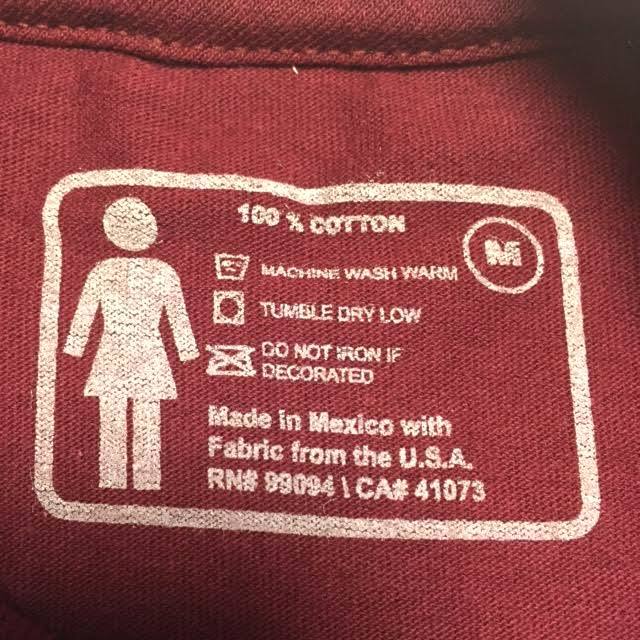 100 % COTTON
M
MACHINE WASH WARM
TUMBLE DRY LOW
DO NOT IRON IF
DECORATED
Made in Mexico with
Fabric from the U.S.A.
RN# 99094 \ CA# 41073